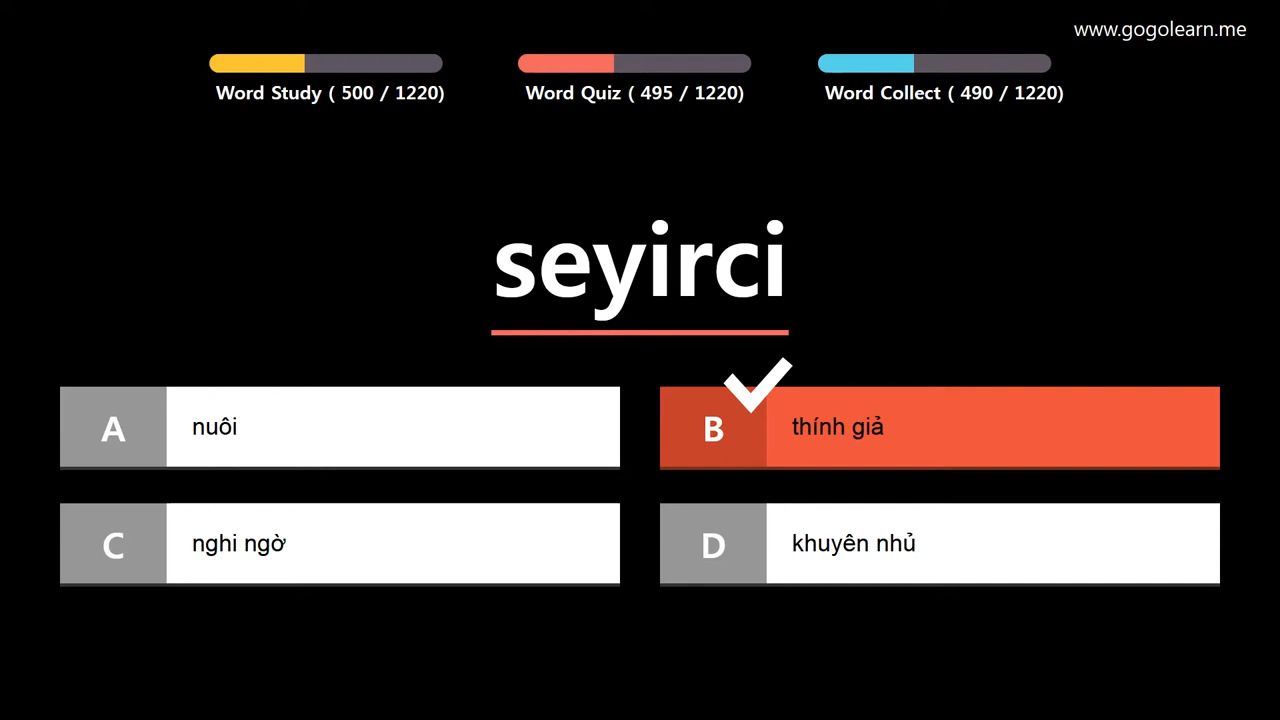 www.gogolearn.me
Word Study ( 500 / 1220)
Word Quiz ( 495 / 1220)
Word Collect ( 490 / 1220)
seyirci
A nuôi
B thính giả
C nghi ngờ
D khuyên nhủ